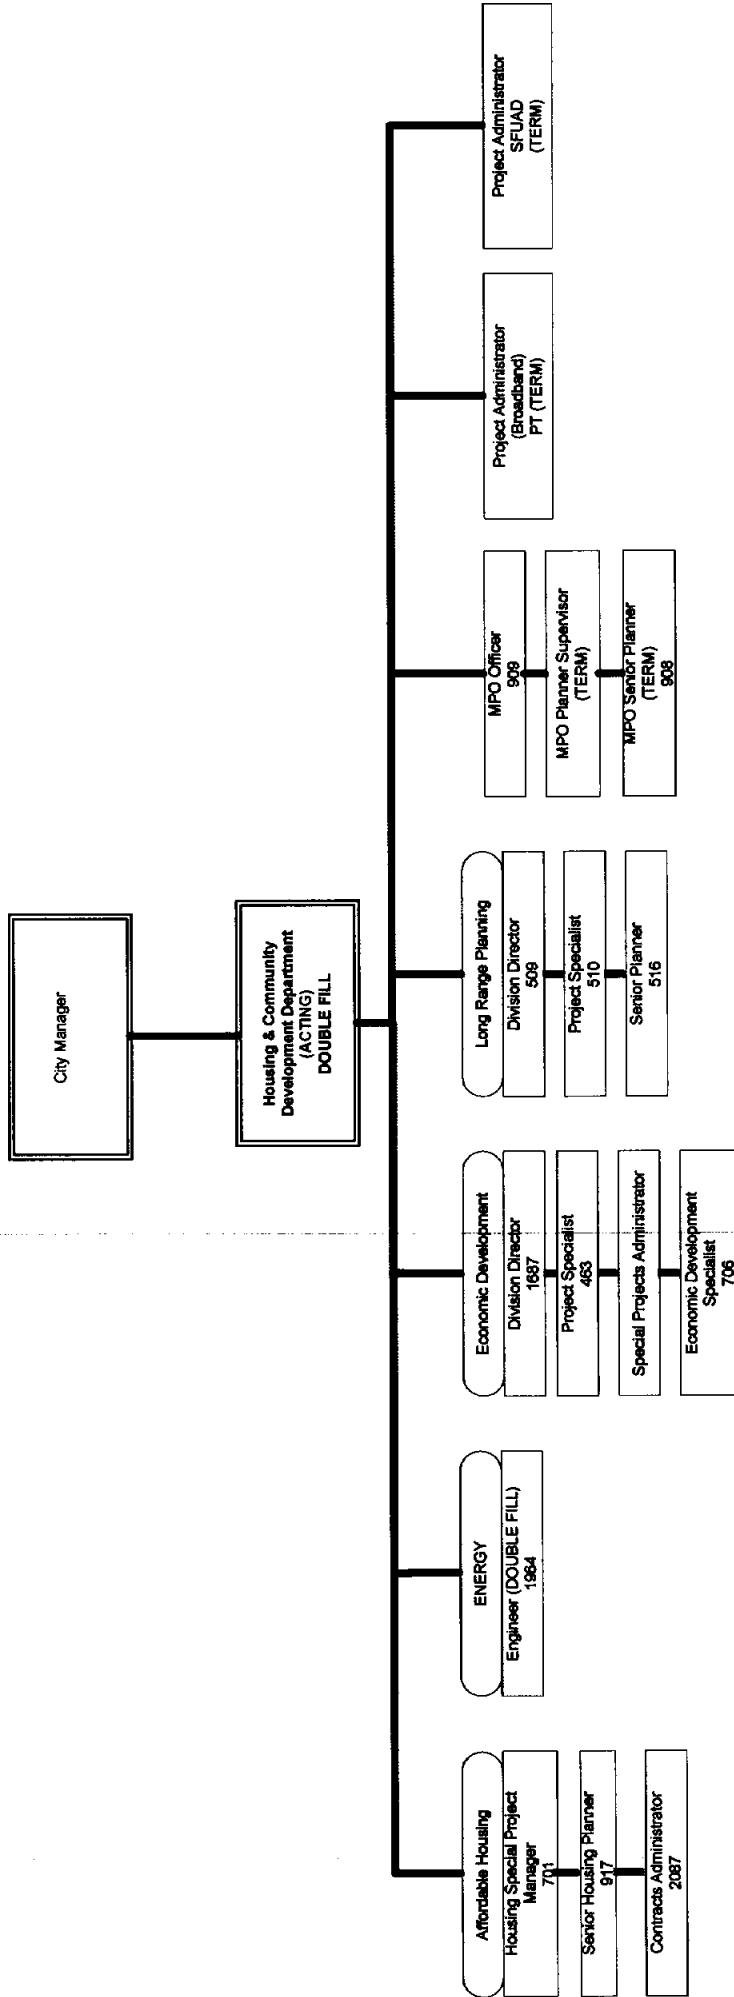 City Manager
Housing & Community
Development Department
(ACTING)
DOUBLE FILL
Affordable Housing
Housing Special Project
Manager
701
Senior Housing Planner
917
Contracts Administrator
2087
ENERGY
Engineer (DOUBLE FILL)
1964
Economic Development
Division Director
1687
Project Specialist
463
Special Projects Administrator
Economic Development
Specialist
706
Long Range Planning
Division Director
509
Project Specialist
510
Senior Planner
516
MPO Officer
909
MPO Planner Supervisor
(TERM)
MPO Senior Planner
(TERM)
908
Project Administrator
(Broadband)
PT (TERM)
Project Administrator
SFUAD
(TERM)